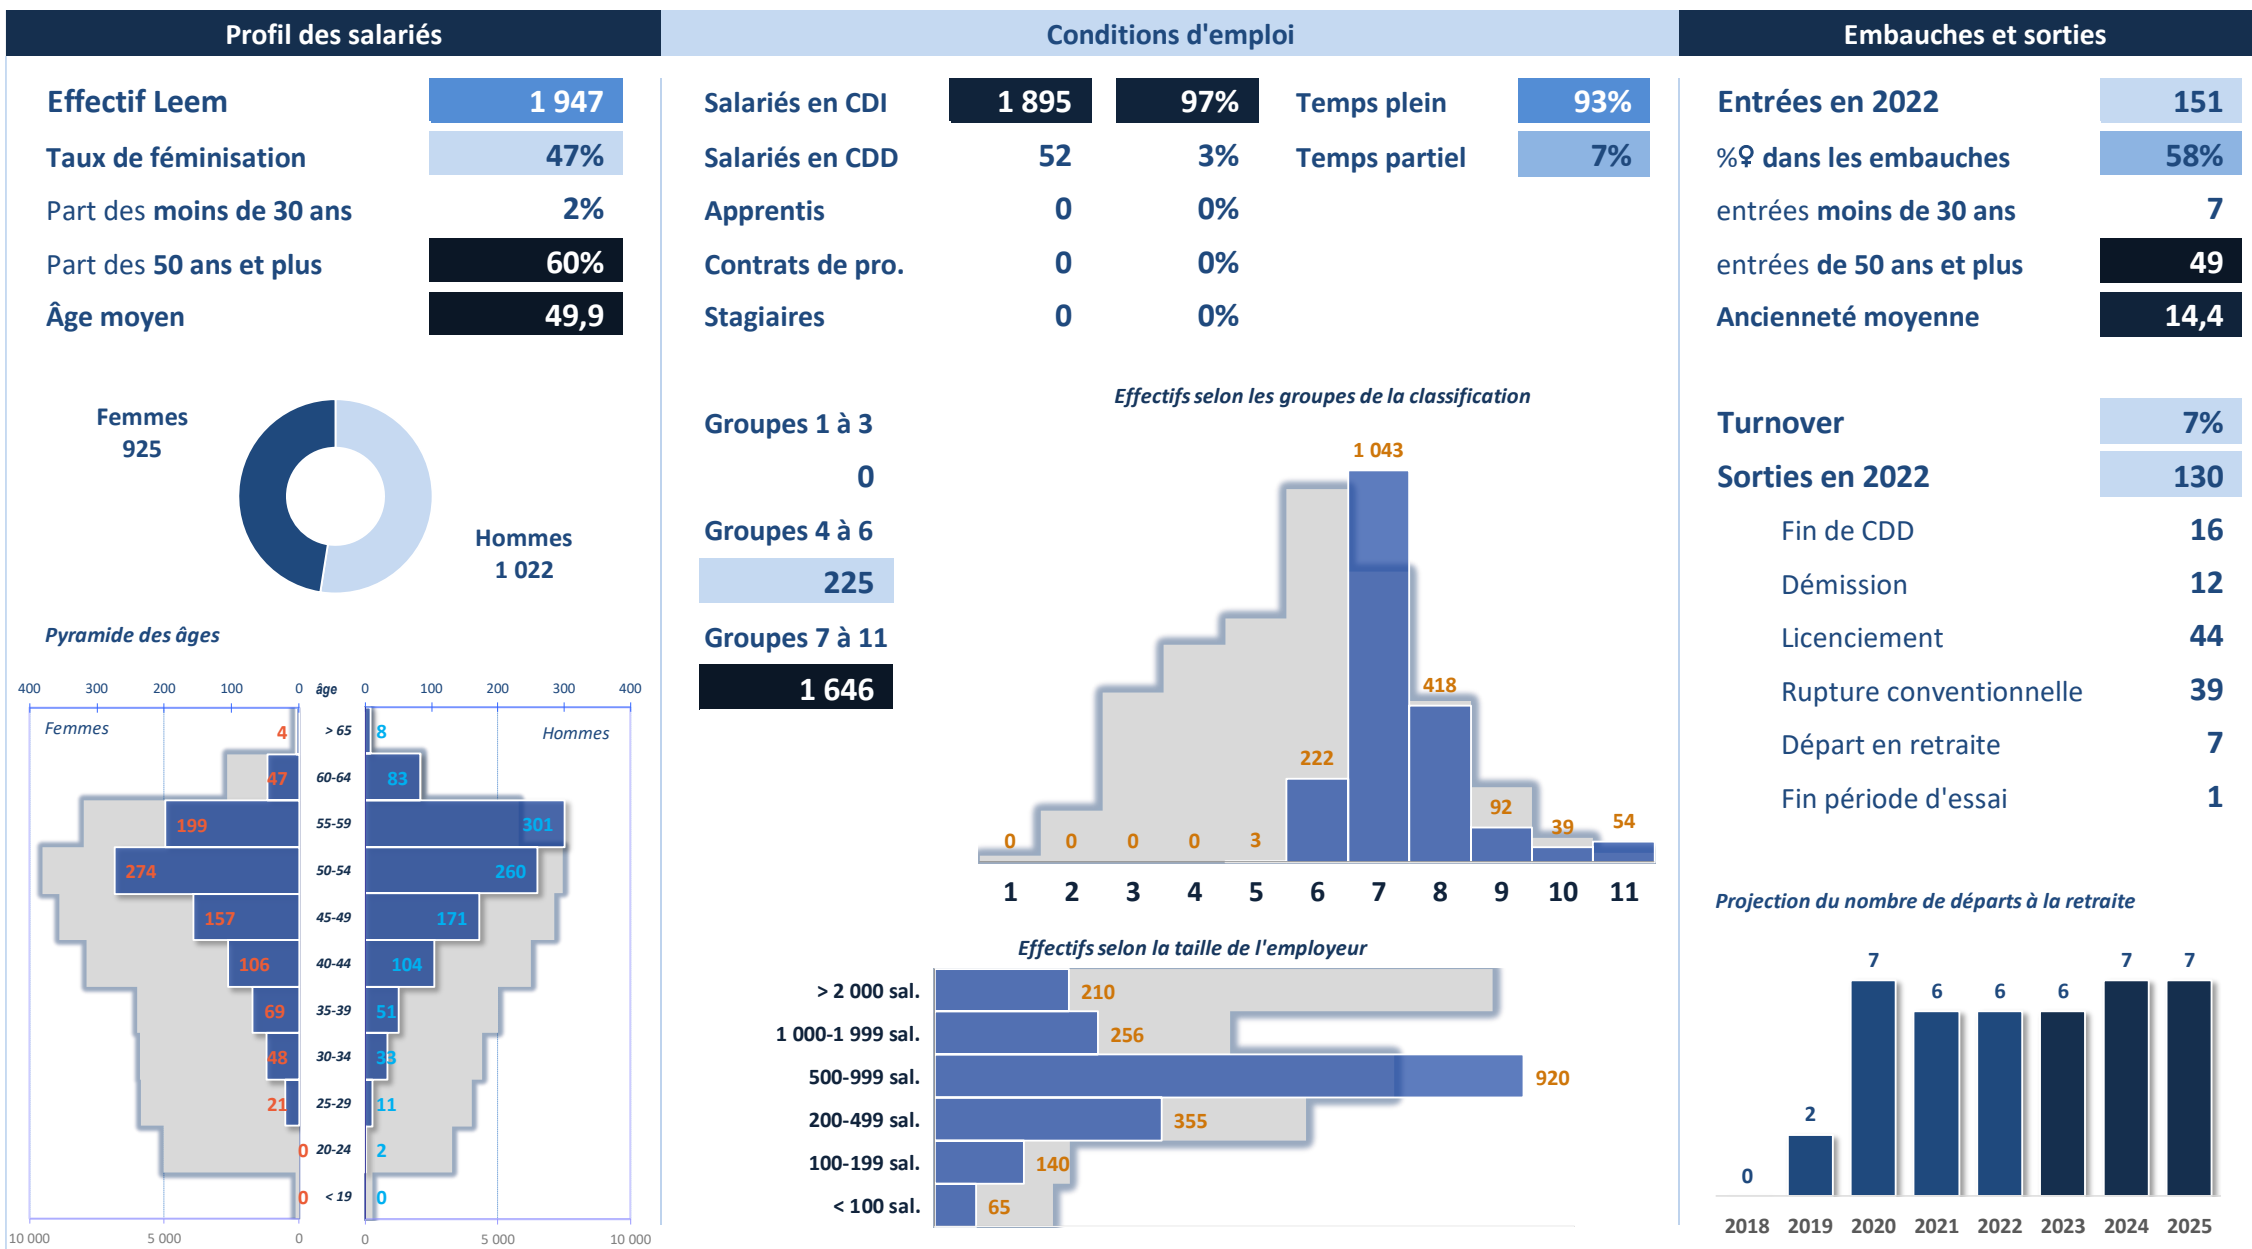 Profil des salariés
Effectif Leem 1 947
Taux de féminisation 47%
Part des moins de 30 ans 2%
Part des 50 ans et plus 60%
Âge moyen 49,9
Femmes
925
Hommes
1 022
Pyramide des âges
400 300 200 100 0 âge 0 100 200 300 400
Femmes Hommes
4 > 65 8
47 60-64 83
199 55-59 301
274 50-54 260
157 45-49 171
106 40-44 104
69 35-39 51
48 30-34 33
21 25-29 11
0 20-24 2
0 < 19 0
10 000 5 000 0 0 5 000 10 000
Conditions d'emploi
Salariés en CDI 1 895 97% Temps plein 93%
Salariés en CDD 52 3% Temps partiel 7%
Apprentis 0 0%
Contrats de pro. 0 0%
Stagiaires 0 0%
Groupes 1 à 3
0
Groupes 4 à 6
225
Groupes 7 à 11
1 646
Effectifs selon les groupes de la classification
0 0 0 0 3 222 1 043 418 92 39 54
1 2 3 4 5 6 7 8 9 10 11
Effectifs selon la taille de l'employeur
> 2 000 sal. 210
1 000-1 999 sal. 256
500-999 sal. 920
200-499 sal. 355
100-199 sal. 140
< 100 sal. 65
Embauches et sorties
Entrées en 2022 151
%♀ dans les embauches 58%
entrées moins de 30 ans 7
entrées de 50 ans et plus 49
Ancienneté moyenne 14,4
Turnover 7%
Sorties en 2022 130
Fin de CDD 16
Démission 12
Licenciement 44
Rupture conventionnelle 39
Départ en retraite 7
Fin période d'essai 1
Projection du nombre de départs à la retraite
0 2 7 6 6 6 7 7
2018 2019 2020 2021 2022 2023 2024 2025